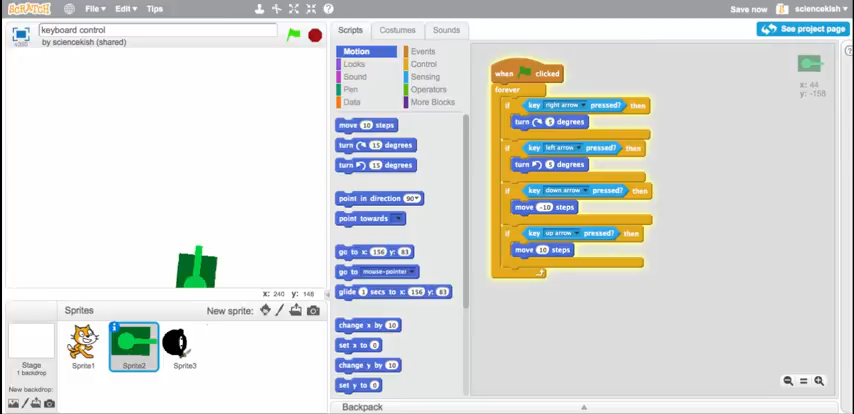 SCRATCH File Edit Tips ? Save now
keyboard control
by sciencekish (shared)
See project page
Scripts Costumes Sounds
Motion Events
Looks Control
Sound Sensing
Pen Operators
Data More Blocks
move 10 steps
turn 15 degrees
turn 15 degrees
point in direction 90
point towards
go to x: 156 y: 83
go to mouse-pointer
glide 1 secs to x: 156 y: 83
change x by 10
set x to 0
change y by 10
set y to 0
when clicked
forever
if key right arrow pressed? then
turn 5 degrees
if key left arrow pressed? then
turn 5 degrees
if key down arrow pressed? then
move -10 steps
if key up arrow pressed? then
move 10 steps
x: 44
y: -158
x: 240 y: 148
Sprites New sprite:
Stage
1 backdrop
New backdrop:
Sprite1 Sprite2 Sprite3
Backpack